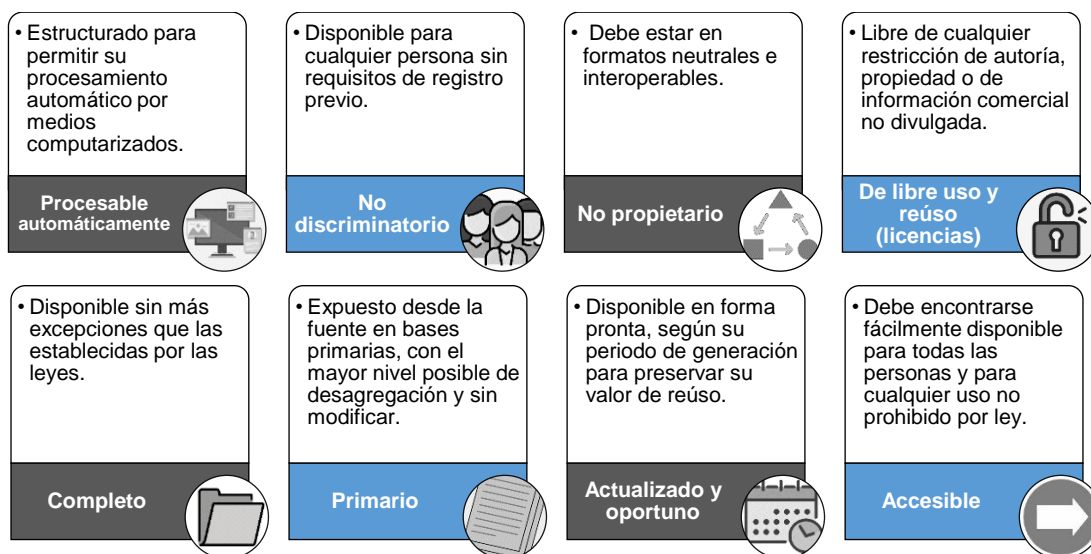 • Estructurado para
permitir su
procesamiento
automático por
medios
computarizados.
Procesable
automáticamente
• Disponible para
cualquier persona sin
requisitos de registro
previo.
No
discriminatorio
• Debe estar en
formatos neutrales e
interoperables.
No propietario
• Libre de cualquier
restricción de autoría,
propiedad o de
información comercial
no divulgada.
De libre uso y
reúso
(licencias)
• Disponible sin más
excepciones que las
establecidas por las
leyes.
Completo
• Expuesto desde la
fuente en bases
primarias, con el
mayor nivel posible de
desagregación y sin
modificar.
Primario
• Disponible en forma
pronta, según su
periodo de generación
para preservar su
valor de reúso.
Actualizado y
oportuno
• Debe encontrarse
fácilmente disponible
para todas las
personas y para
cualquier uso no
prohibido por ley.
Accesible